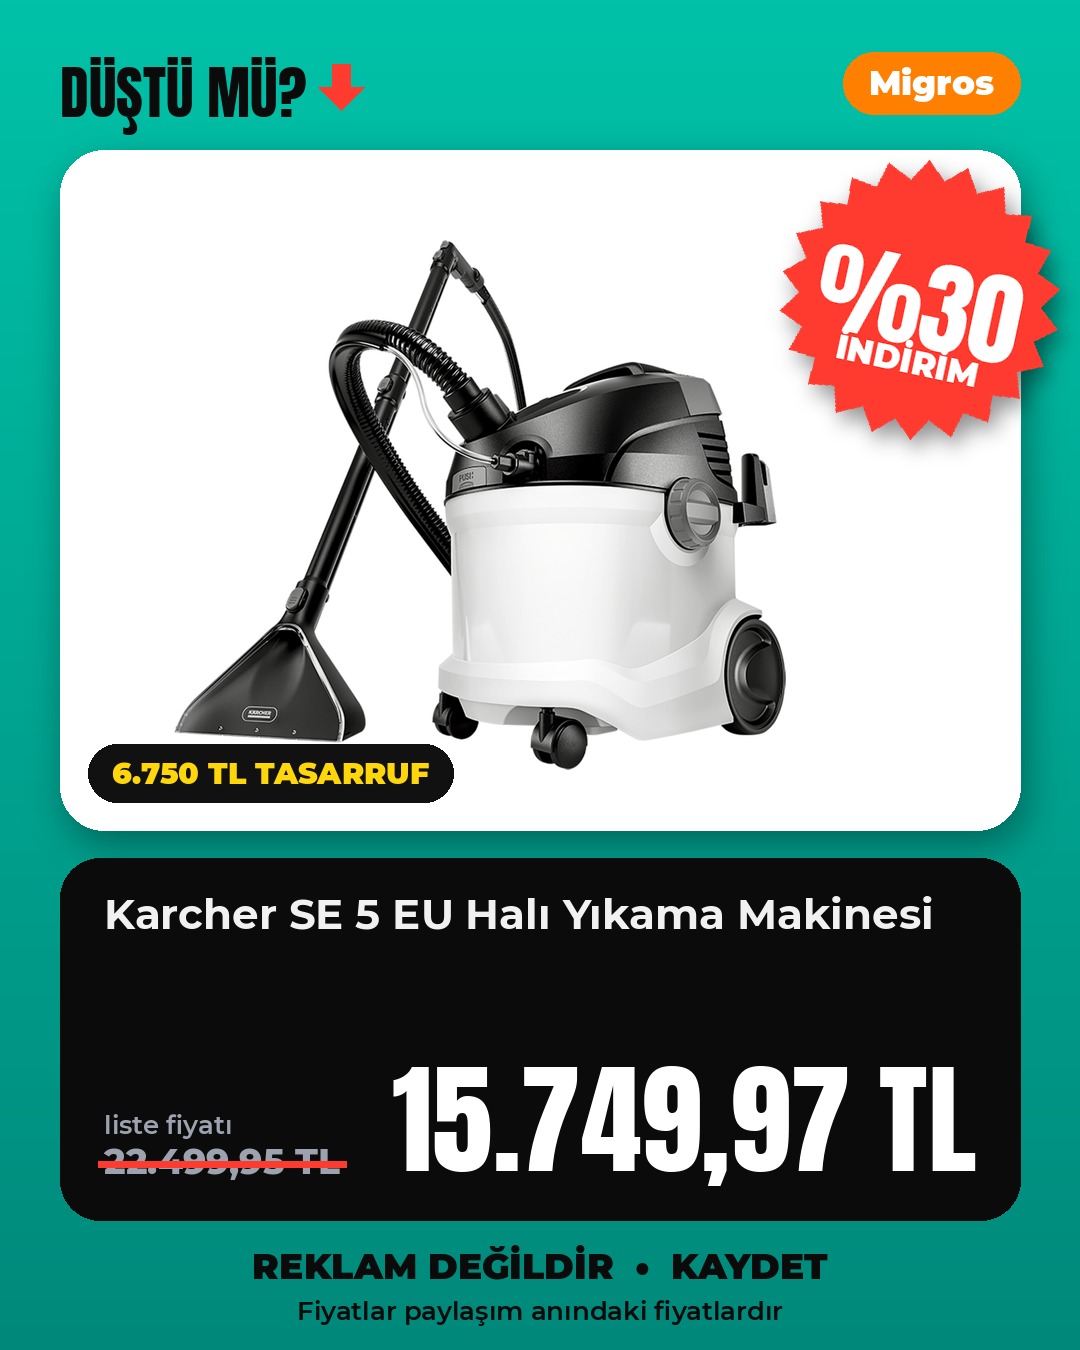 DÜŞTÜ MÜ?
Migros
%30
İNDİRİM
PUSH
KÄRCHER
6.750 TL TASARRUF
Karcher SE 5 EU Halı Yıkama Makinesi
liste fiyatı
22.499,95 TL
15.749,97 TL
REKLAM DEĞİLDİR • KAYDET
Fiyatlar paylaşım anındaki fiyatlardır